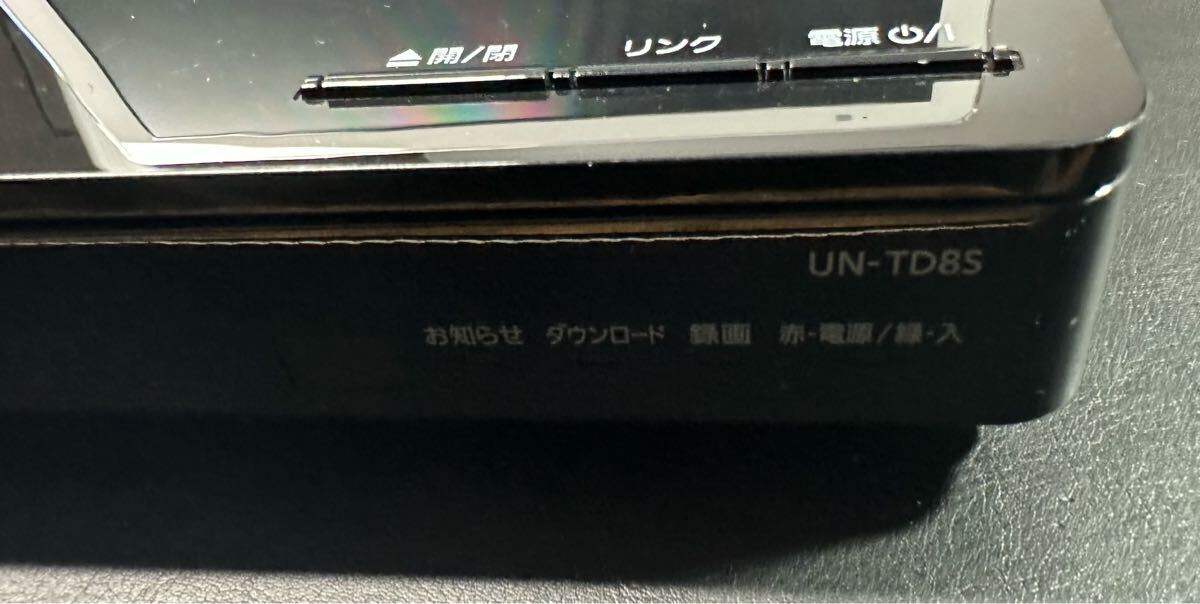 ⏏開/閉 リンク 電源 ⏻/I
UN-TD8S
お知らせ ダウンロード 録画 赤-電源/緑-入